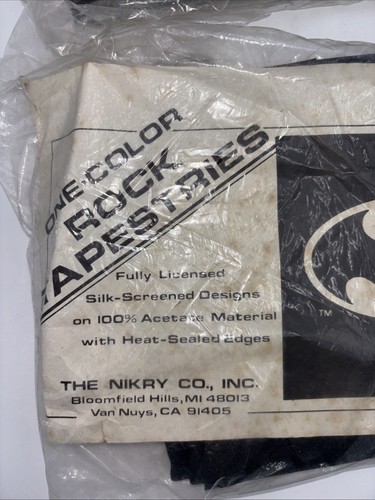 ONE-COLOR
ROCK
TAPESTRIES
Fully Licensed
Silk-Screened Designs
on 100% Acetate Material
with Heat-Sealed Edges
THE NIKRY CO., INC.
Bloomfield Hills, MI 48013
Van Nuys, CA 91405
TM